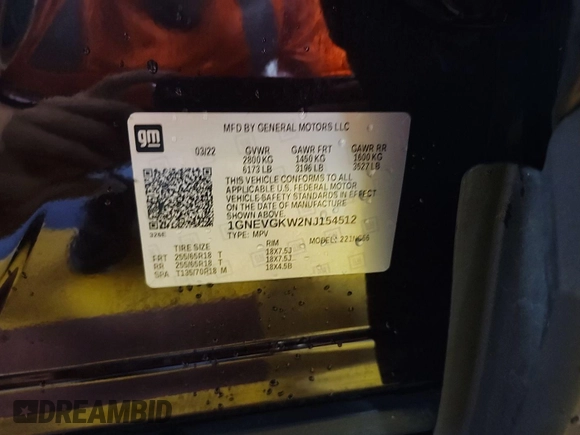 gm
MFD BY GENERAL MOTORS LLC
03/22 GVWR GAWR FRT GAWR RR
2800 KG 1450 KG 1600 KG
6173 LB 3196 LB 3527 LB
THIS VEHICLE CONFORMS TO ALL
APPLICABLE U.S. FEDERAL MOTOR
VEHICLE SAFETY STANDARDS IN EFFECT
ON THE DATE OF MANUFACTURE
SHOWN ABOVE.
1GNEVGKW2NJ154512
TYPE: MPV MODEL:
TIRE SIZE RIM
FRT 255/65R18 T 18X7.5J
RR 255/65R18 T 18X7.5J
SPA T135/70R18 M 18X4.5B
DREAMBID